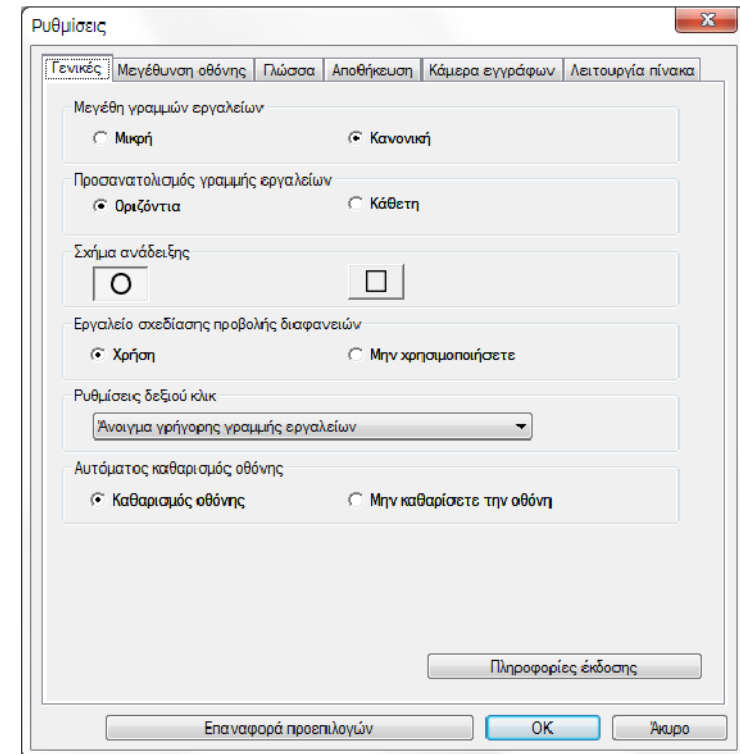 Ρυθμίσεις
Γενικές Μεγέθυνση οθόνης Γλώσσα Αποθήκευση Κάμερα εγγράφων Λειτουργία πίνακα
Μεγέθη γραμμών εργαλείων
Μικρή Κανονική
Προσανατολισμός γραμμής εργαλείων
Οριζόντια Κάθετη
Σχήμα ανάδειξης
Εργαλείο σχεδίασης προβολής διαφανειών
Χρήση Μην χρησιμοποιήσετε
Ρυθμίσεις δεξιού κλικ
Άνοιγμα γρήγορης γραμμής εργαλείων
Αυτόματος καθαρισμός οθόνης
Καθαρισμός οθόνης Μην καθαρίσετε την οθόνη
Πληροφορίες έκδοσης
Επαναφορά προεπιλογών OK Άκυρο